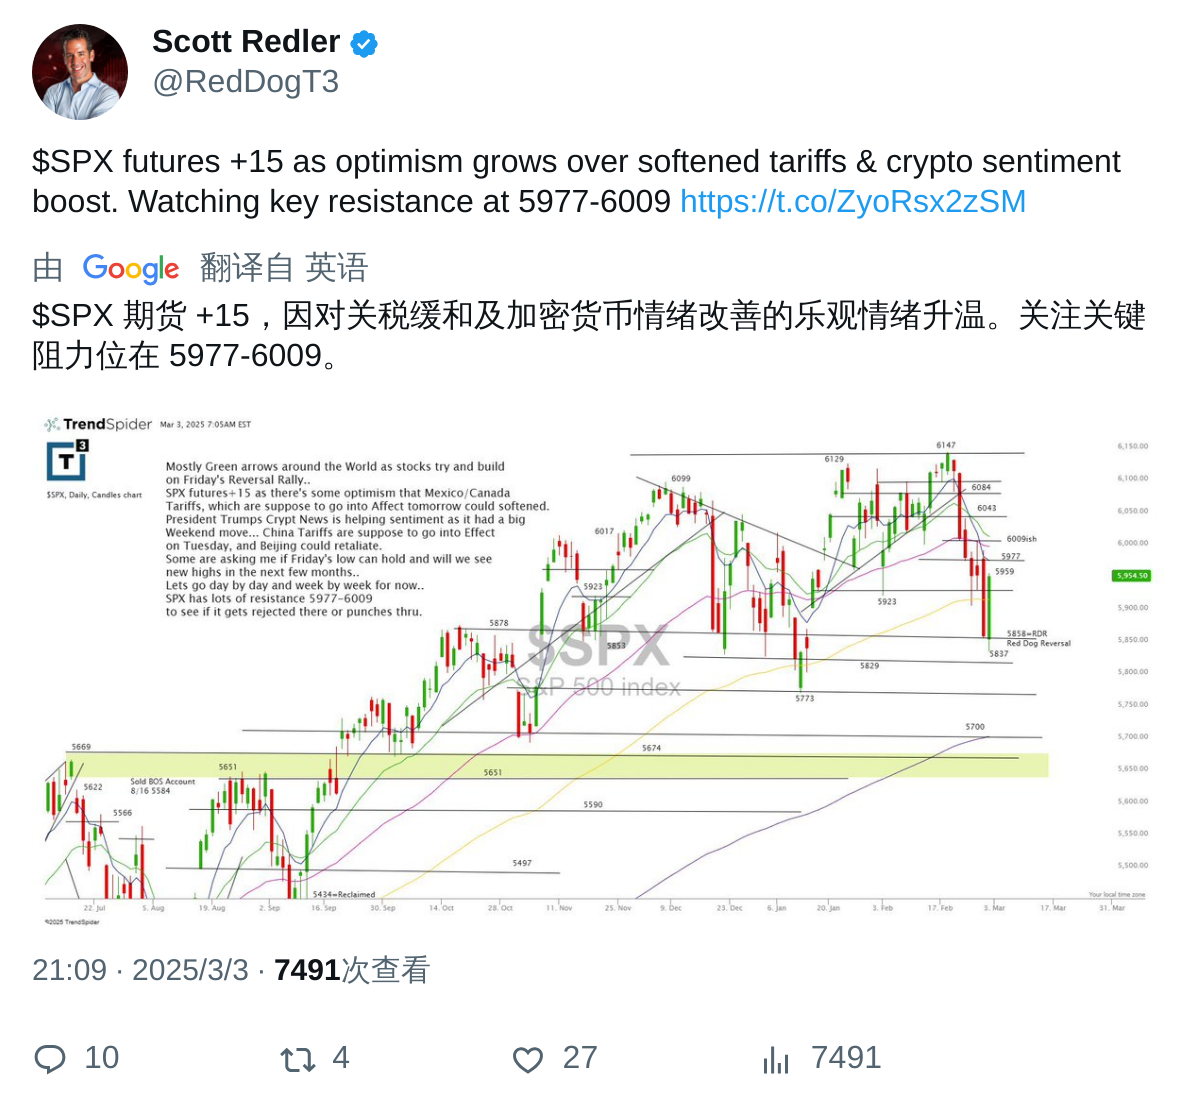 Scott Redler
@RedDogT3
$SPX futures +15 as optimism grows over softened tariffs & crypto sentiment
boost. Watching key resistance at 5977-6009 https://t.co/ZyoRsx2zSM
由 Google 翻译自 英语
$SPX 期货 +15，因对关税缓和及加密货币情绪改善的乐观情绪升温。关注关键
阻力位在 5977-6009。
TrendSpider Mar 3, 2025 7:05AM EST
T3
$SPX, Daily, Candles chart
Mostly Green arrows around the World as stocks try and build
on Friday's Reversal Rally..
SPX futures+15 as there's some optimism that Mexico/Canada
Tariffs, which are suppose to go into Affect tomorrow could softened.
President Trumps Crypt News is helping sentiment as it had a big
Weekend move... China Tariffs are suppose to go into Effect
on Tuesday, and Beijing could retaliate.
Some are asking me if Friday's low can hold and will we see
new highs in the next few months..
Lets go day by day and week by week for now..
SPX has lots of resistance 5977-6009
to see if it gets rejected there or punches thru.
6147
6129
6099
6084
6043
6017
6009ish
5977
5959
5923
5923
5878
5858=RDR
Red Dog Reversal
5853
5837
5829
5773
$SPX
S&P 500 index
5700
5669
5674
5651
5651
Sold BOS Account
8/16 5584
5622
5566
5590
5497
5434=Reclaimed
6,150.00
6,100.00
6,050.00
6,000.00
5,954.50
5,900.00
5,850.00
5,800.00
5,750.00
5,700.00
5,650.00
5,600.00
5,550.00
5,500.00
Your local time zone
22. Jul 5. Aug 19. Aug 2. Sep 16. Sep 30. Sep 14. Oct 28. Oct 11. Nov 25. Nov 9. Dec 23. Dec 6. Jan 20. Jan 3. Feb 17. Feb 3. Mar 17. Mar 31. Mar
©2025 TrendSpider
21:09 · 2025/3/3 · 7491次查看
10 4 27 7491